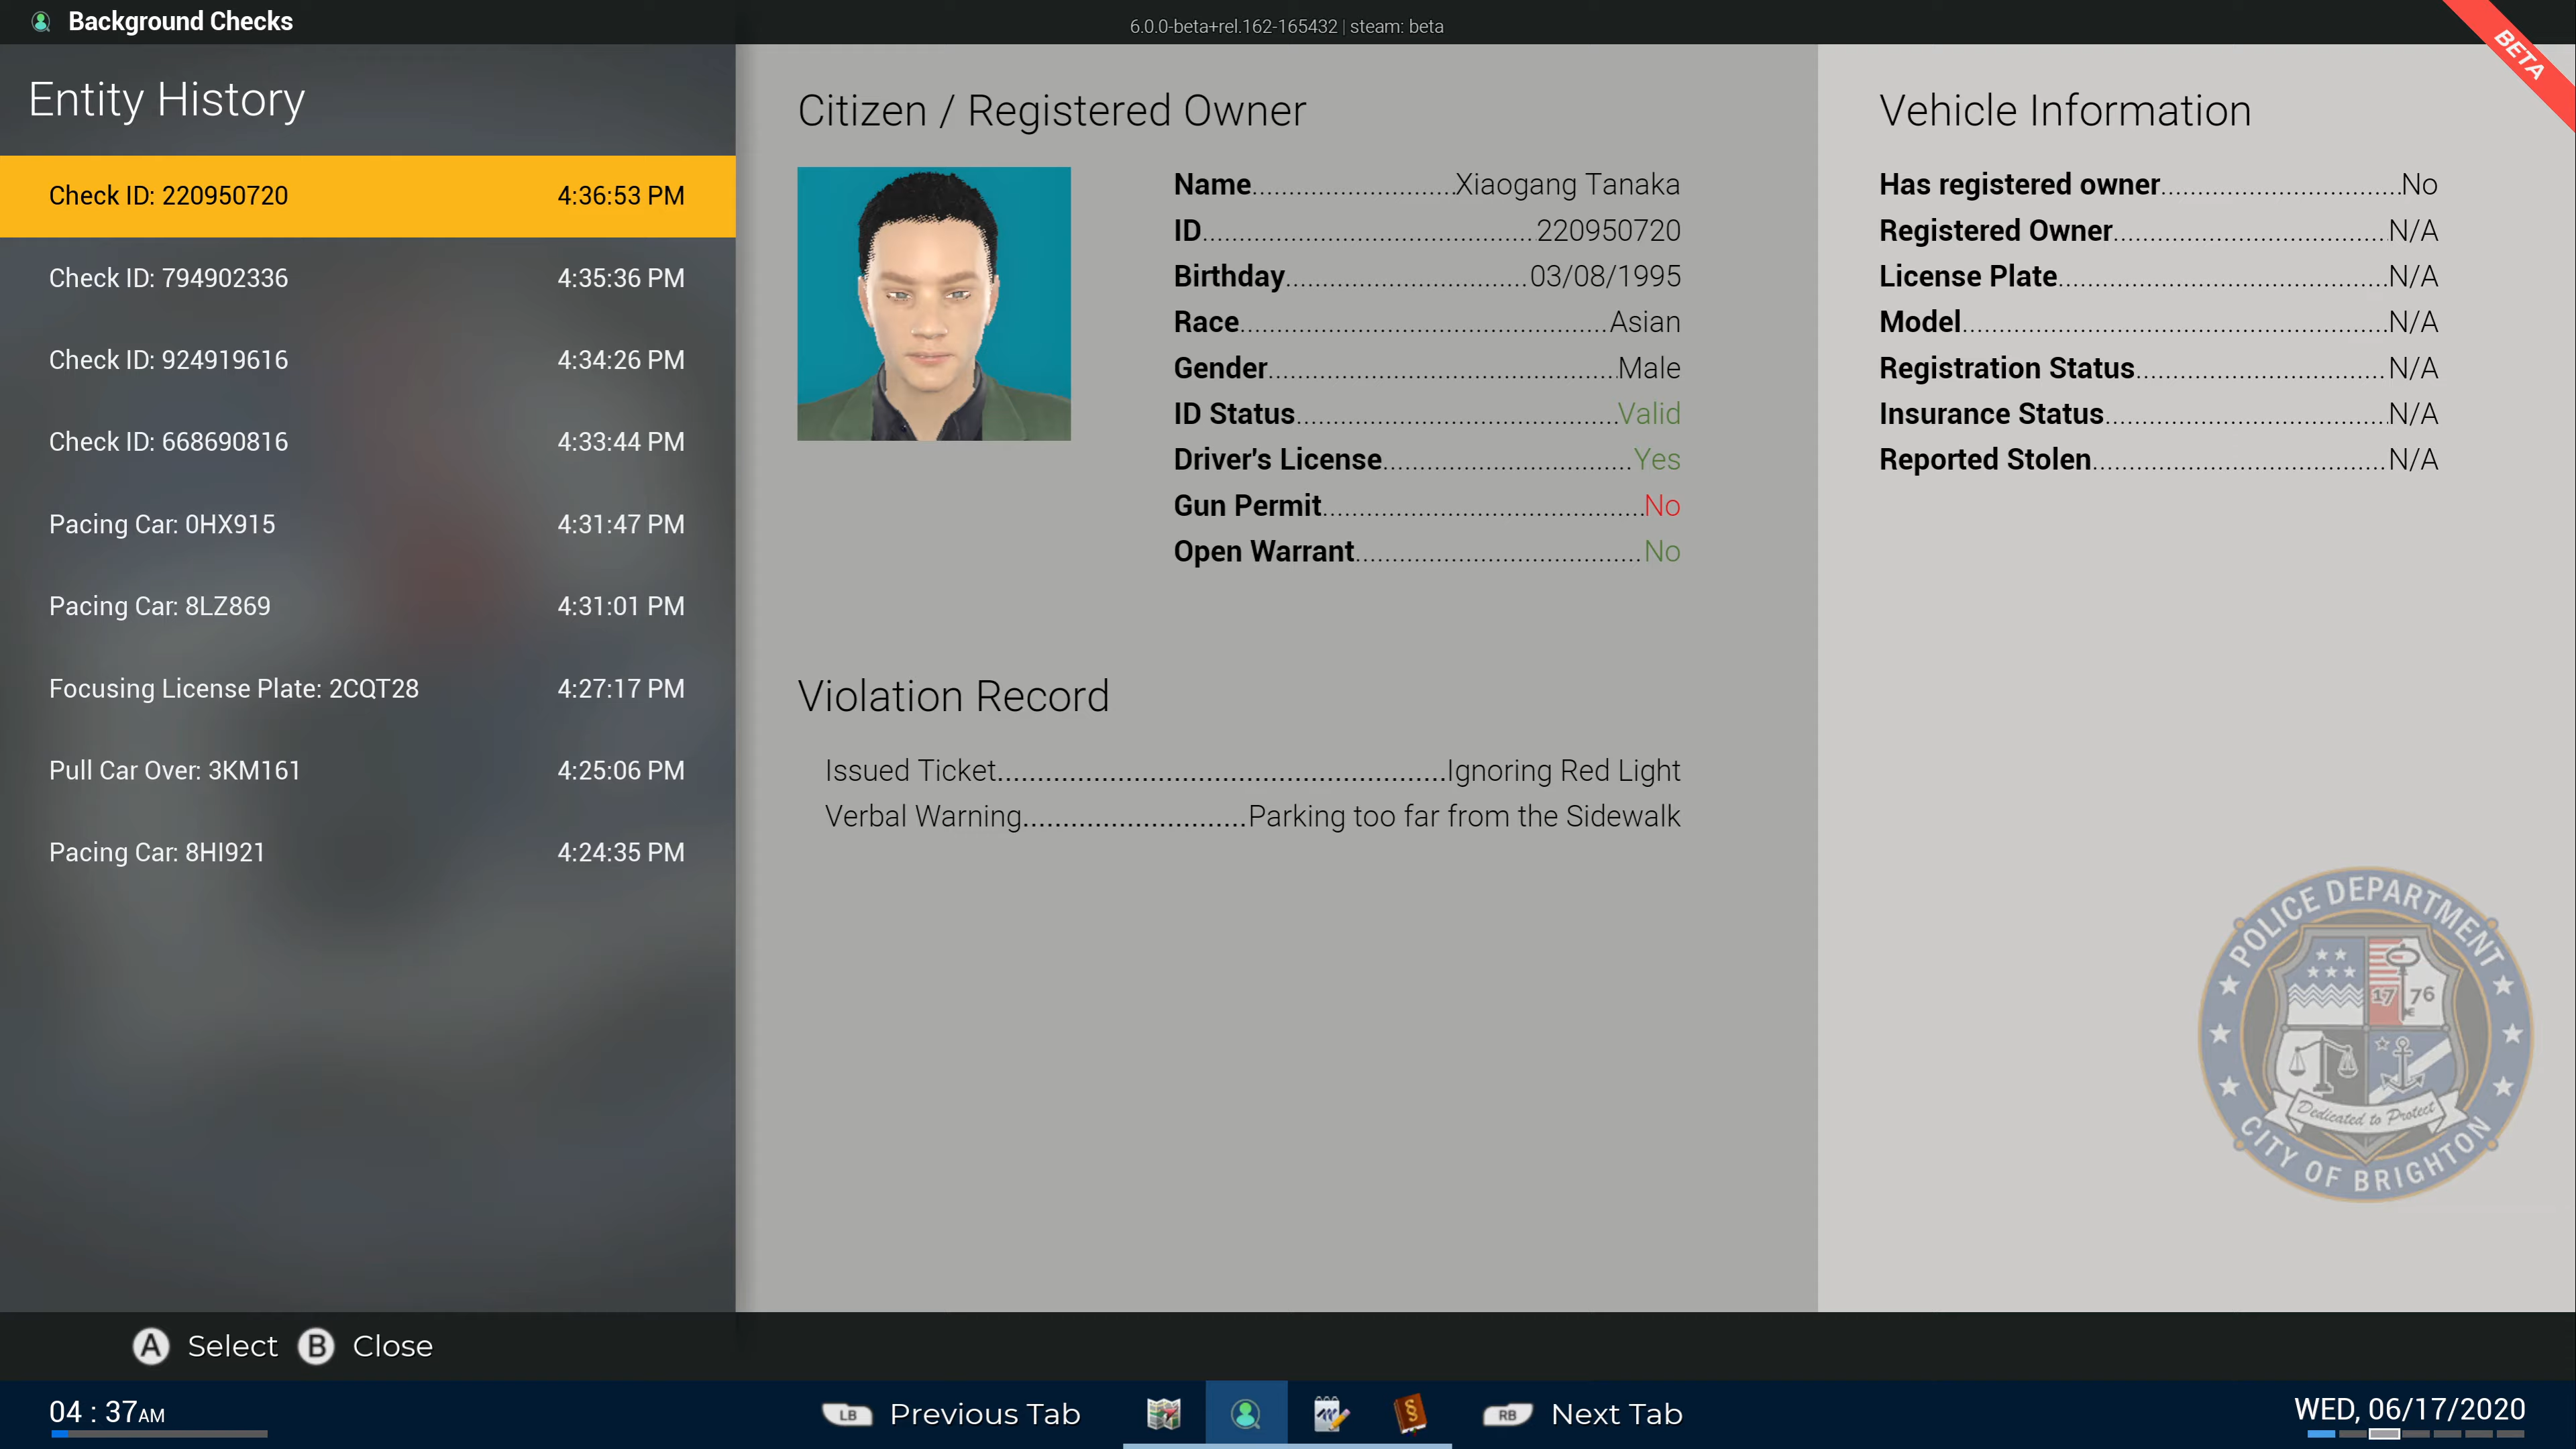 Background Checks
6.0.0-beta+rel.162-165432 | steam: beta
BETA
Entity History
Check ID: 220950720 4:36:53 PM
Check ID: 794902336 4:35:36 PM
Check ID: 924919616 4:34:26 PM
Check ID: 668690816 4:33:44 PM
Pacing Car: 0HX915 4:31:47 PM
Pacing Car: 8LZ869 4:31:01 PM
Focusing License Plate: 2CQT28 4:27:17 PM
Pull Car Over: 3KM161 4:25:06 PM
Pacing Car: 8HI921 4:24:35 PM
Citizen / Registered Owner
Name Xiaogang Tanaka
ID 220950720
Birthday 03/08/1995
Race Asian
Gender Male
ID Status Valid
Driver's License Yes
Gun Permit No
Open Warrant No
Violation Record
Issued Ticket Ignoring Red Light
Verbal Warning Parking too far from the Sidewalk
Vehicle Information
Has registered owner No
Registered Owner N/A
License Plate N/A
Model N/A
Registration Status N/A
Insurance Status N/A
Reported Stolen N/A
POLICE DEPARTMENT
1776
Dedicated to Protect
CITY OF BRIGHTON
A Select B Close
04 : 37 AM
LB Previous Tab
§
RB Next Tab
WED, 06/17/2020